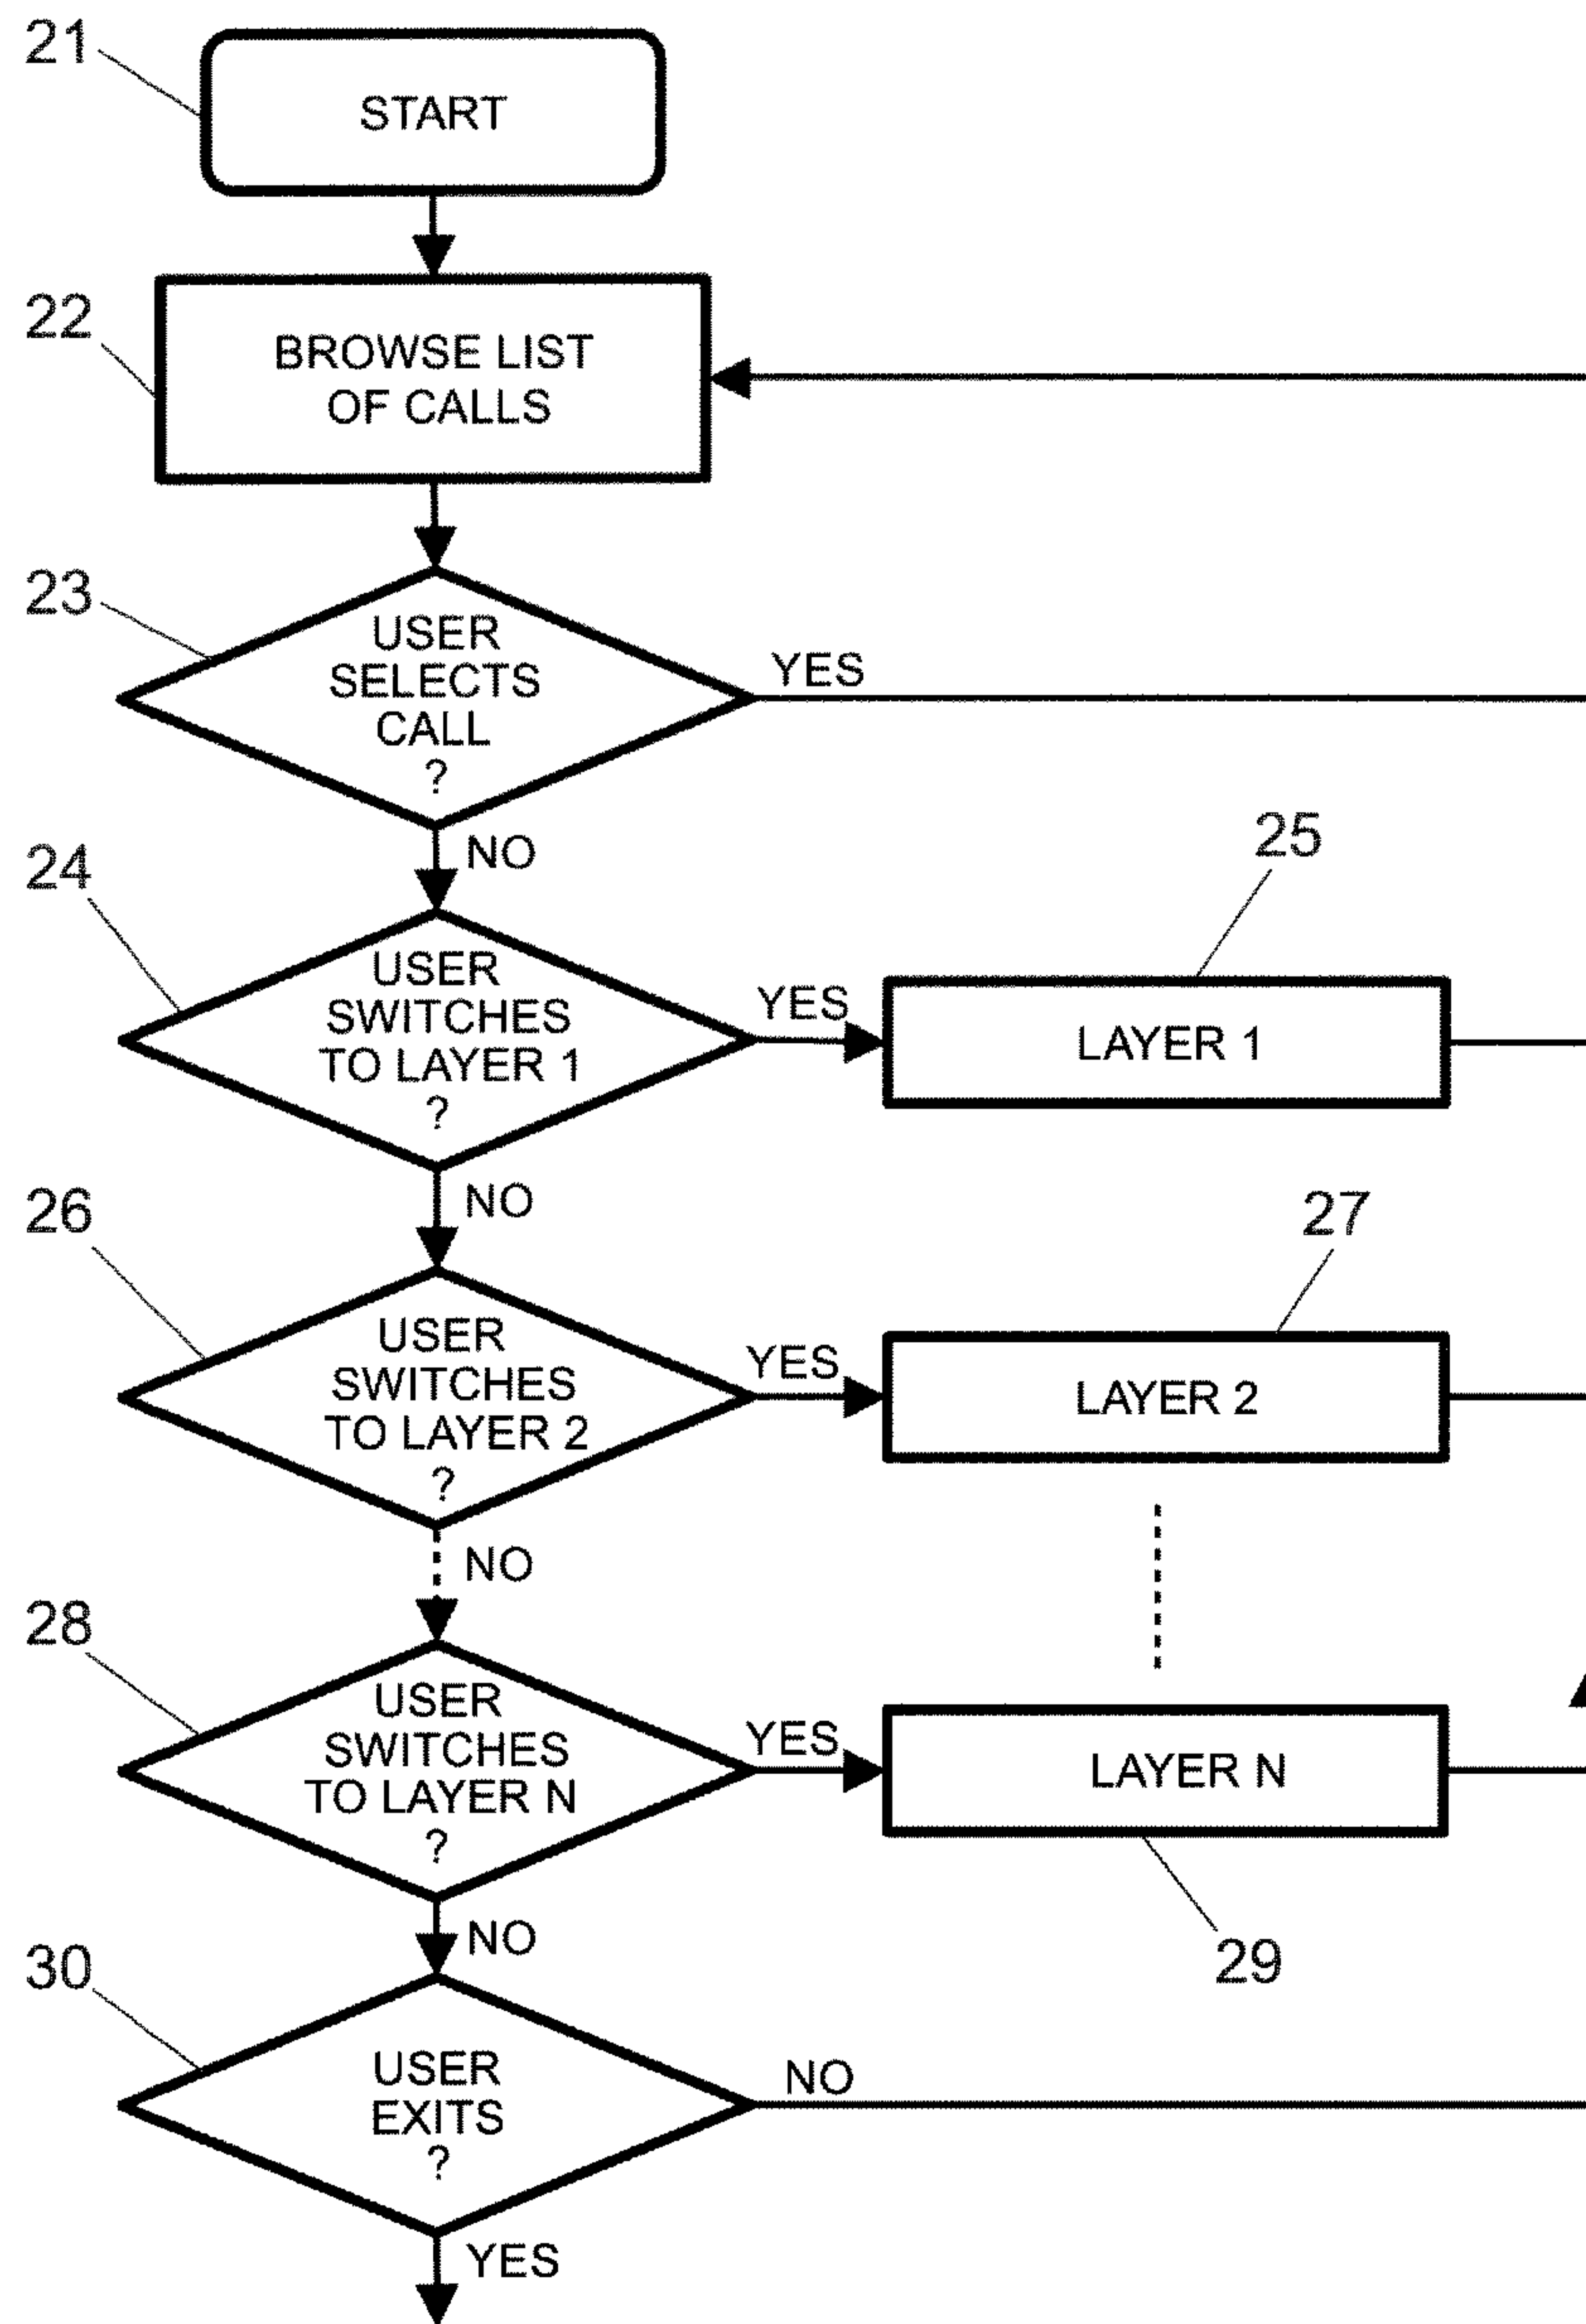 21
START
22
BROWSE LIST
OF CALLS
23
USER
SELECTS
CALL
?
YES
NO
24
USER
SWITCHES
TO LAYER 1
?
YES
25
LAYER 1
NO
26
USER
SWITCHES
TO LAYER 2
?
YES
27
LAYER 2
NO
28
USER
SWITCHES
TO LAYER N
?
YES
LAYER N
29
NO
30
USER
EXITS
?
NO
YES